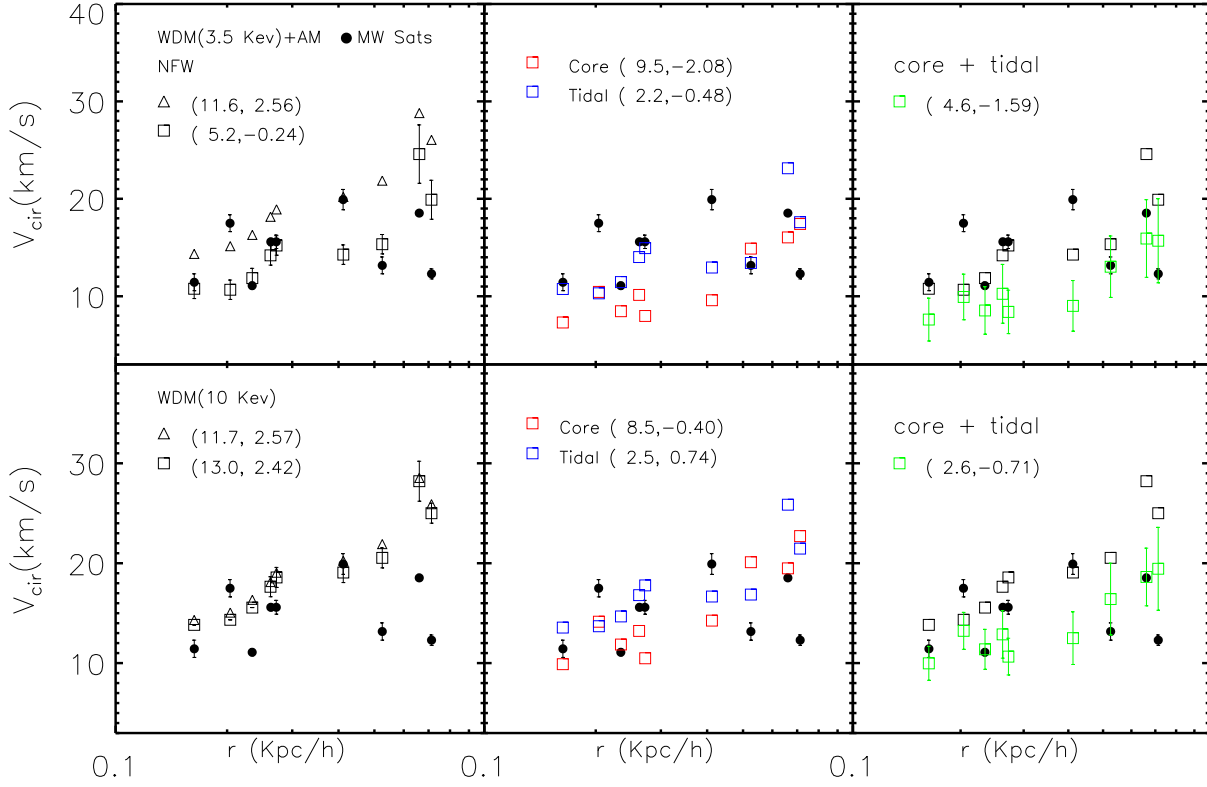 40
30
20
10
V_cir(km/s)
WDM(3.5 Kev)+AM ● MW Sats
NFW
△ (11.6, 2.56)
□ ( 5.2,−0.24)
□ Core ( 9.5,−2.08)
□ Tidal ( 2.2,−0.48)
core + tidal
□ ( 4.6,−1.59)
30
20
10
V_cir(km/s)
WDM(10 Kev)
△ (11.7, 2.57)
□ (13.0, 2.42)
□ Core ( 8.5,−0.40)
□ Tidal ( 2.5, 0.74)
core + tidal
□ ( 2.6,−0.71)
r (Kpc/h) r (Kpc/h) r (Kpc/h)
0.1 0.1 0.1